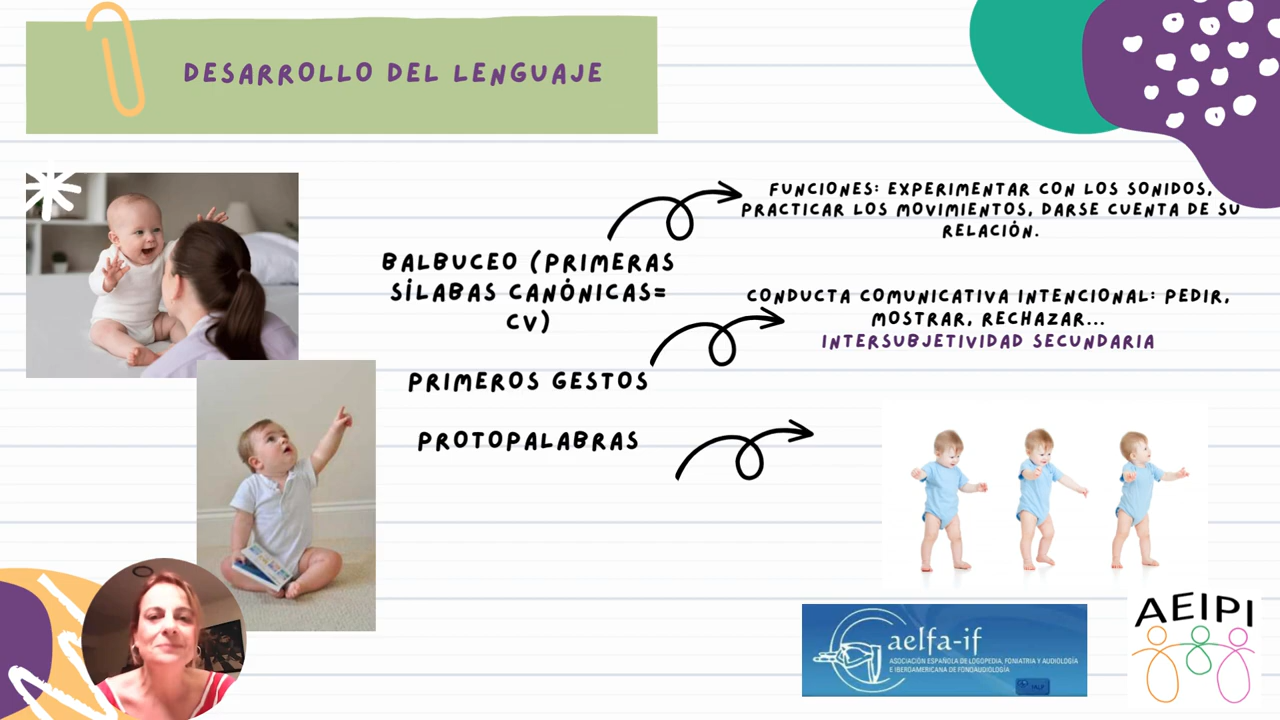 DESARROLLO DEL LENGUAJE
FUNCIONES: EXPERIMENTAR CON LOS SONIDOS,
PRACTICAR LOS MOVIMIENTOS, DARSE CUENTA DE SU
RELACIÓN.
BALBUCEO (PRIMERAS
SÍLABAS CANÓNICAS=
CV)
CONDUCTA COMUNICATIVA INTENCIONAL: PEDIR,
MOSTRAR, RECHAZAR...
INTERSUBJETIVIDAD SECUNDARIA
PRIMEROS GESTOS
PROTOPALABRAS
aelfa-if
ASOCIACIÓN ESPAÑOLA DE LOGOPEDIA, FONIATRIA Y AUDIOLOGÍA
E IBEROAMERICANA DE FONOAUDIOLOGÍA
AEIPI